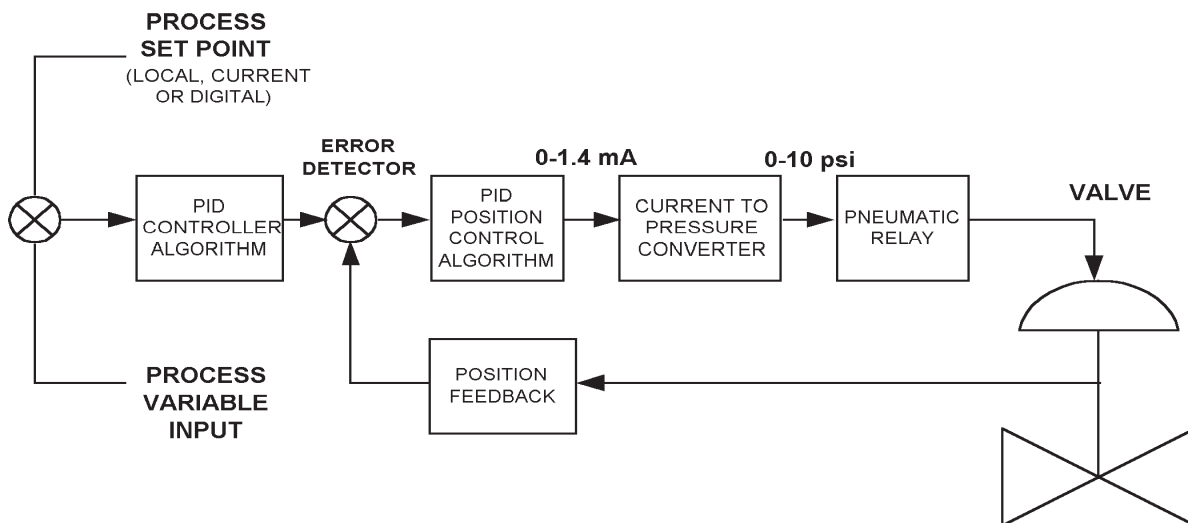 PROCESS
SET POINT
(LOCAL, CURRENT
OR DIGITAL)
ERROR
DETECTOR
0-1.4 mA
0-10 psi
PID
CONTROLLER
ALGORITHM
PID
POSITION
CONTROL
ALGORITHM
CURRENT TO
PRESSURE
CONVERTER
PNEUMATIC
RELAY
VALVE
POSITION
FEEDBACK
PROCESS
VARIABLE
INPUT